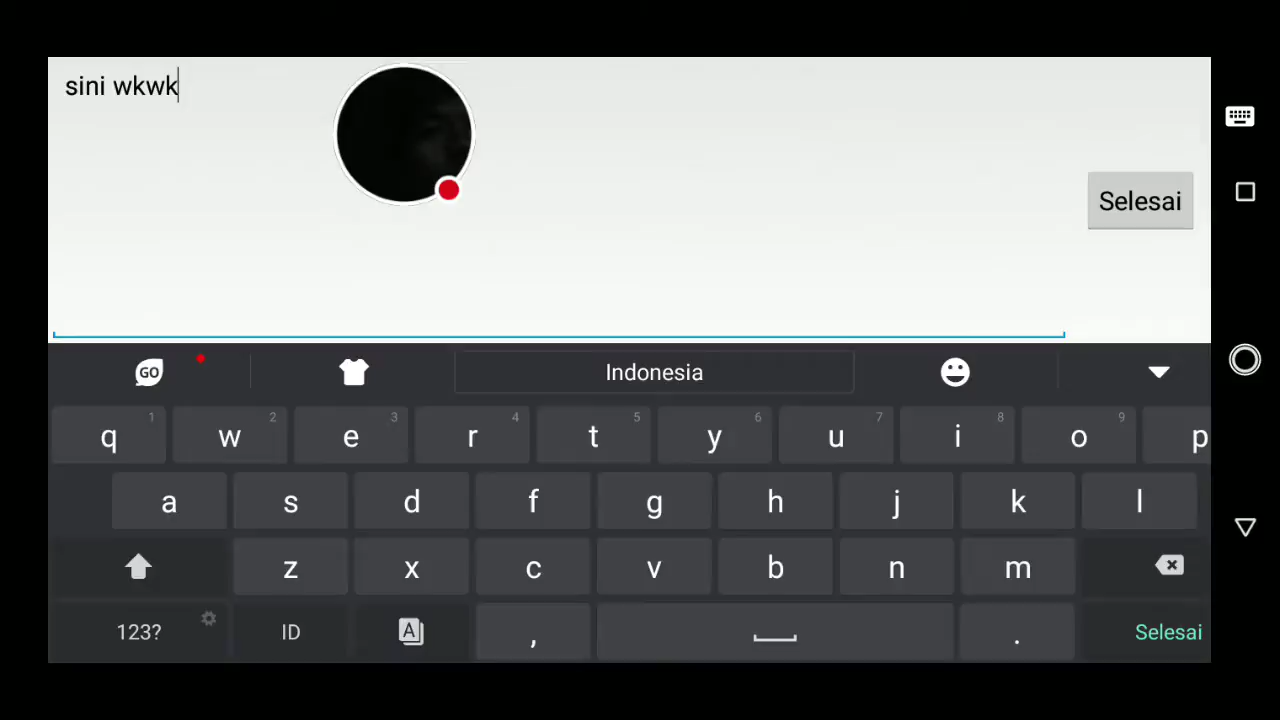 sini wkwk
Selesai
GO
Indonesia
q 1 w 2 e 3 r 4 t 5 y 6 u 7 i 8 o 9 p
a s d f g h j k l
z x c v b n m
123? ID A , . Selesai